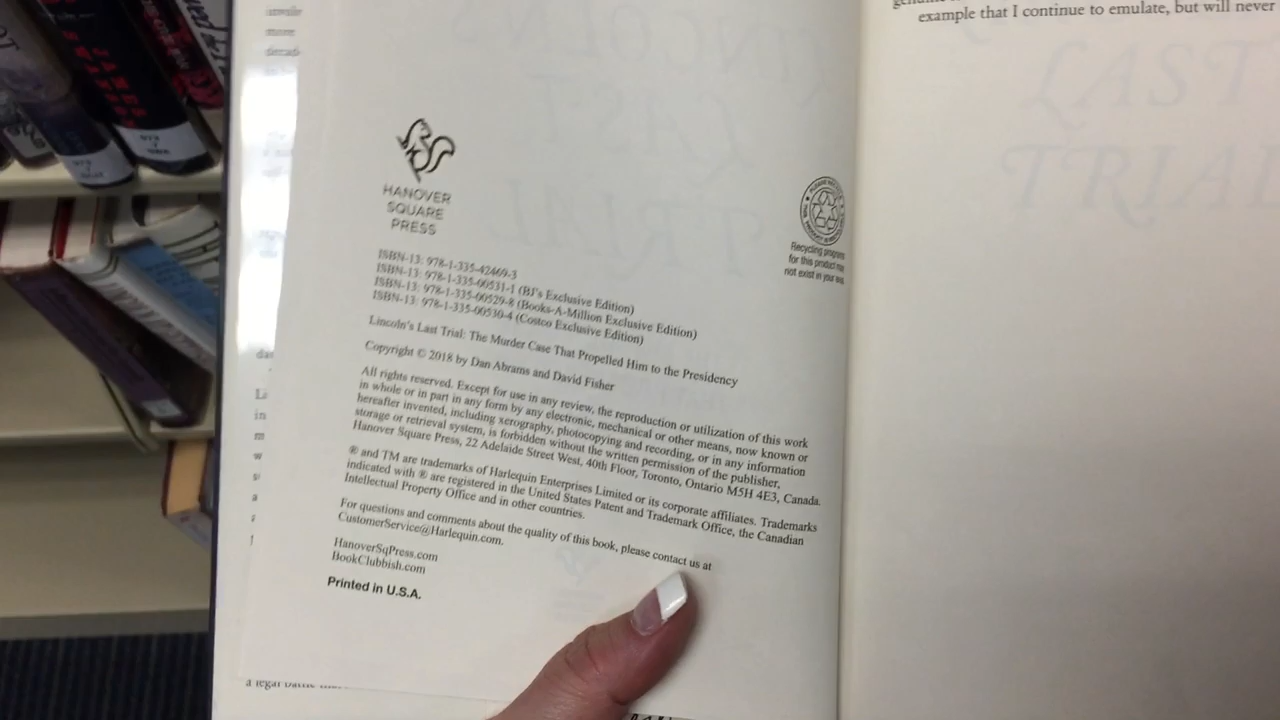 JAMES
SWANSON
HANOVER
SQUARE
PRESS
Recycling programs
for this product may
not exist in your area.
ISBN-13: 978-1-335-42469-3
ISBN-13: 978-1-335-00531-1 (BJ's Exclusive Edition)
ISBN-13: 978-1-335-00529-8 (Books-A-Million Exclusive Edition)
ISBN-13: 978-1-335-00530-4 (Costco Exclusive Edition)
Lincoln's Last Trial: The Murder Case That Propelled Him to the Presidency
Copyright © 2018 by Dan Abrams and David Fisher
All rights reserved. Except for use in any review, the reproduction or utilization of this work
in whole or in part in any form by any electronic, mechanical or other means, now known or
hereafter invented, including xerography, photocopying and recording, or in any information
storage or retrieval system, is forbidden without the written permission of the publisher,
Hanover Square Press, 22 Adelaide Street West, 40th Floor, Toronto, Ontario M5H 4E3, Canada.
® and TM are trademarks of Harlequin Enterprises Limited or its corporate affiliates. Trademarks
indicated with ® are registered in the United States Patent and Trademark Office, the Canadian
Intellectual Property Office and in other countries.
For questions and comments about the quality of this book, please contact us at
CustomerService@Harlequin.com.
HanoverSqPress.com
BookClubbish.com
Printed in U.S.A.
a legal battle
example that I continue to emulate, but will never
LAST
TRIAL